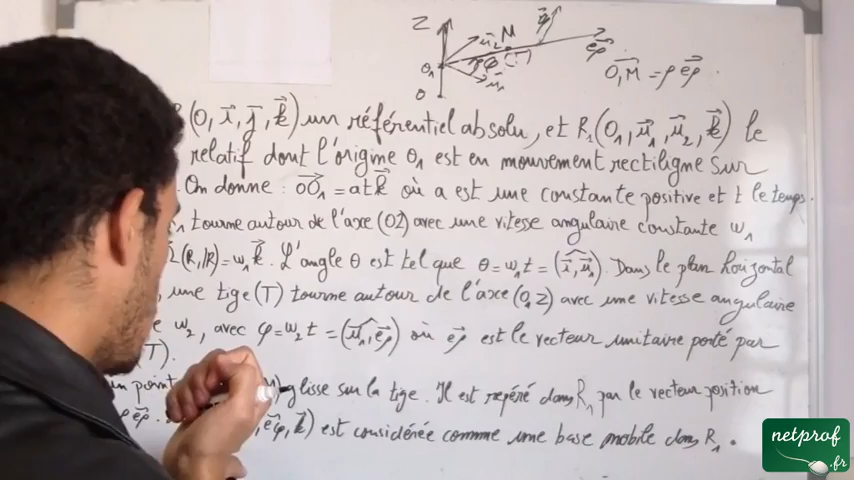 Z
M
e⃗φ
u⃗₂
e⃗ρ
φ
(T)
O₁
u⃗₁
O
O₁M⃗ = ρ e⃗ρ .
(O, i⃗, j⃗, k⃗) un référentiel absolu, et R₁(O₁, u⃗₁, u⃗₂, k⃗) le
relatif dont l'origine O₁ est en mouvement rectiligne sur
. On donne : OO₁⃗ = a t k⃗ où a est une constante positive et t le temps.
tourne autour de l'axe (OZ) avec une vitesse angulaire constante ω₁
(R₁/R) = ω₁ k⃗ . L'angle θ est tel que θ = ω₁t = (i⃗, u⃗₁). Dans le plan horizontal
, une tige (T) tourne autour de l'axe (O₁Z) avec une vitesse angulaire
ω₂, avec φ = ω₂t = (u⃗₁, e⃗ρ) où e⃗ρ est le vecteur unitaire porté par
(T).
point glisse sur la tige. Il est repéré dans R₁ par le vecteur position
ρ e⃗ρ .
, e⃗φ, k⃗) est considérée comme une base mobile dans R₁ .
netprof
.fr